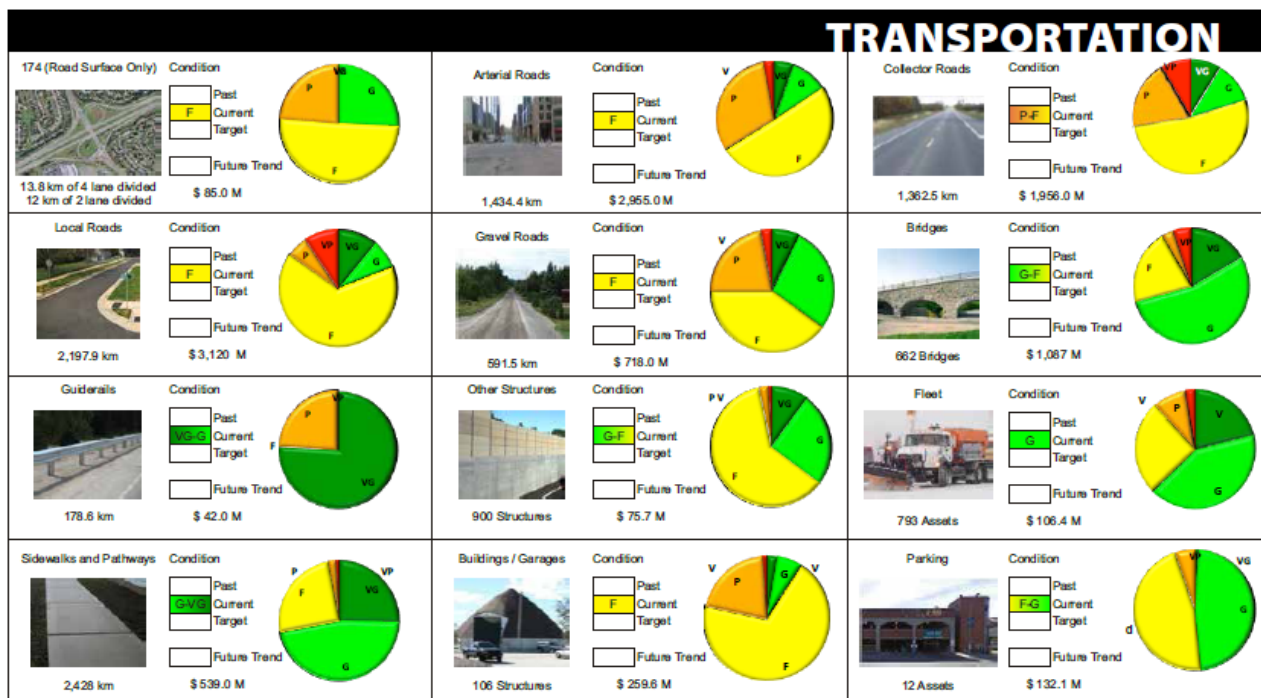 TRANSPORTATION
174 (Road Surface Only)
Condition
Past
F Current
Target
Future Trend
13.8 km of 4 lane divided
12 km of 2 lane divided
$ 85.0 M
VG
G
F
P
Arterial Roads
Condition
Past
F Current
Target
Future Trend
1,434.4 km
$ 2,955.0 M
V
VG
G
F
P
Collector Roads
Condition
Past
P-F Current
Target
Future Trend
1,362.5 km
$ 1,956.0 M
VP
VG
G
F
P
Local Roads
Condition
Past
F Current
Target
Future Trend
2,197.9 km
$ 3,120 M
VP
VG
G
F
P
Gravel Roads
Condition
Past
F Current
Target
Future Trend
591.5 km
$ 718.0 M
V
VG
G
F
P
Bridges
Condition
Past
G-F Current
Target
Future Trend
662 Bridges
$ 1,087 M
VP
VG
G
F
Guiderails
Condition
Past
VG-G Current
Target
Future Trend
178.6 km
$ 42.0 M
VP
P
F
VG
Other Structures
Condition
Past
G-F Current
Target
Future Trend
900 Structures
$ 75.7 M
P V
VG
G
F
Fleet
Condition
Past
G Current
Target
Future Trend
793 Assets
$ 106.4 M
V
P
V
F
G
Sidewalks and Pathways
Condition
Past
G-VG Current
Target
Future Trend
2,428 km
$ 539.0 M
P
VP
VG
F
G
Buildings / Garages
Condition
Past
F Current
Target
Future Trend
106 Structures
$ 259.6 M
V
G
V
P
F
Parking
Condition
Past
F-G Current
Target
Future Trend
12 Assets
$ 132.1 M
VP
VG
G
d